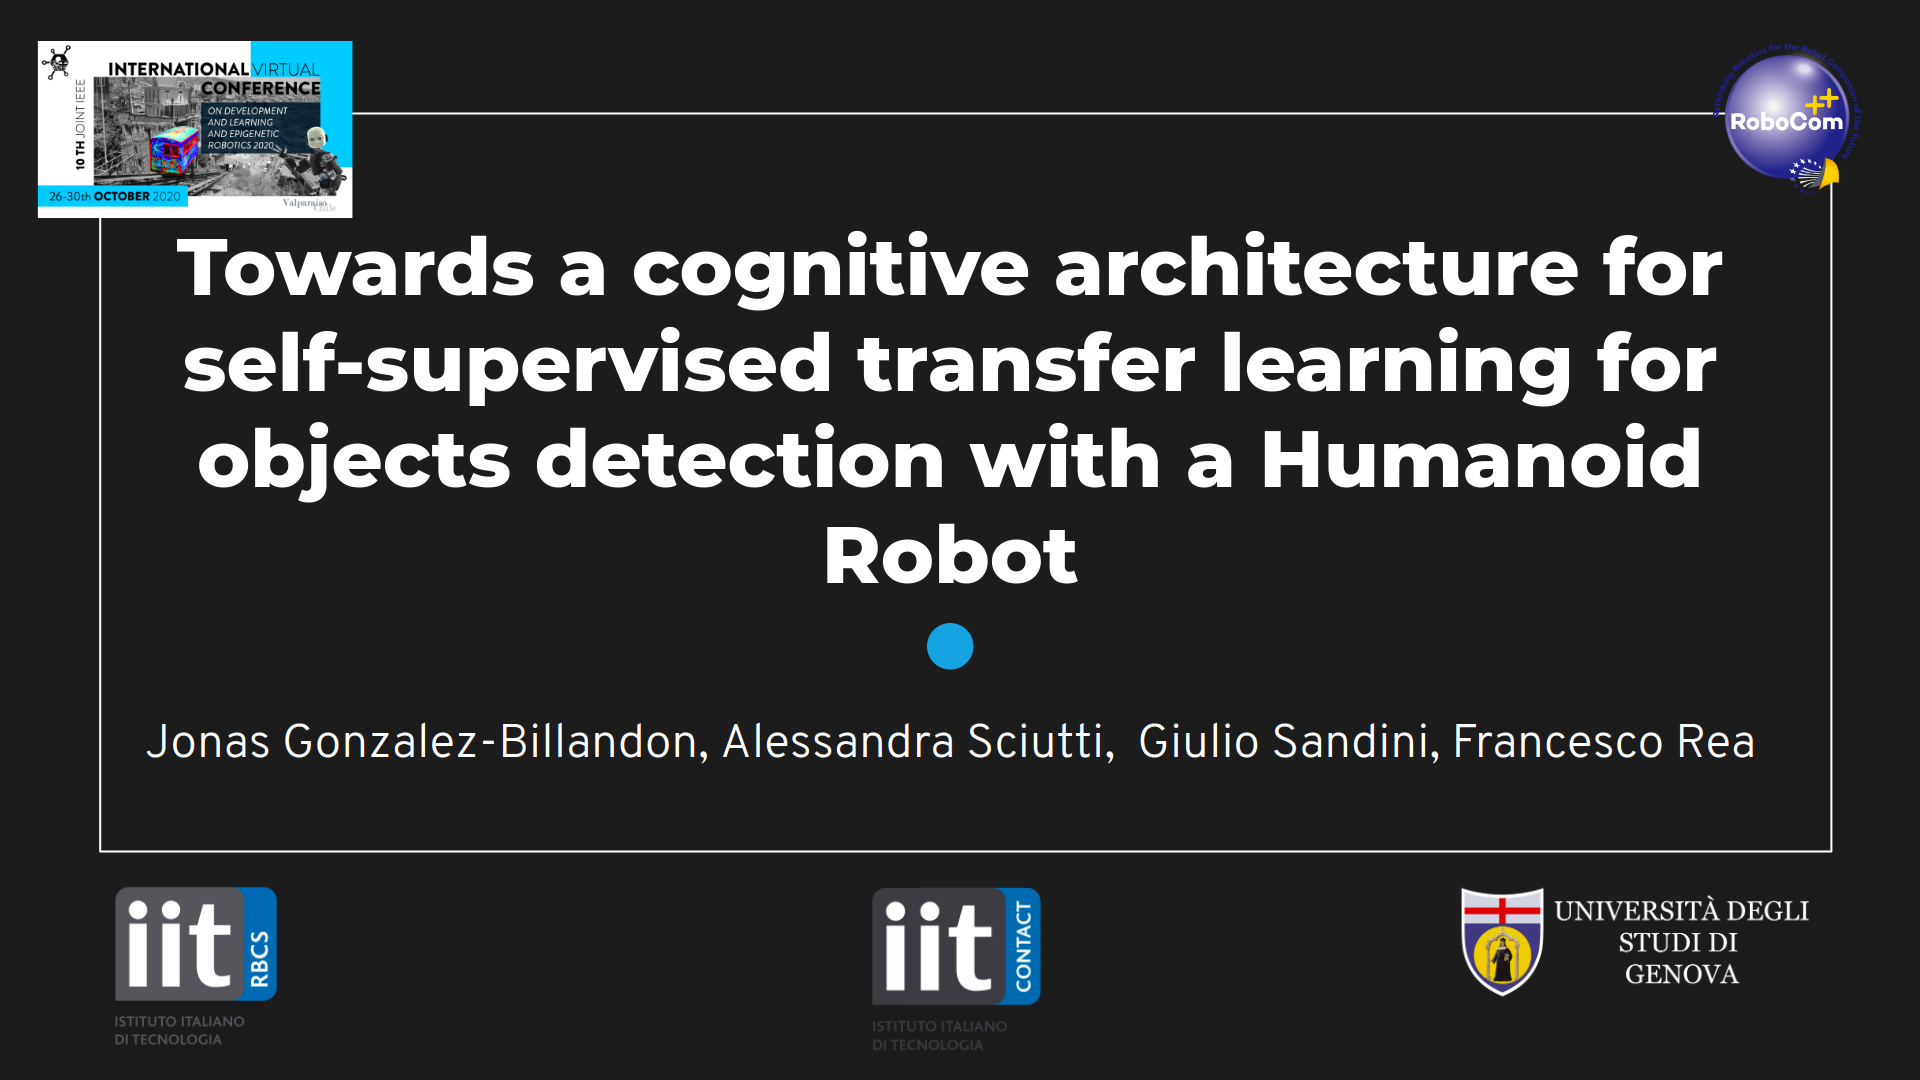 10 TH JOINT IEEE
INTERNATIONAL VIRTUAL
CONFERENCE
ON DEVELOPMENT
AND LEARNING
AND EPIGENETIC
ROBOTICS 2020
26-30th OCTOBER 2020
Valparaiso
Chile
RoboCom++
Towards a cognitive architecture for
self-supervised transfer learning for
objects detection with a Humanoid
Robot
Jonas Gonzalez-Billandon, Alessandra Sciutti, Giulio Sandini, Francesco Rea
iit RBCS
ISTITUTO ITALIANO
DI TECNOLOGIA
iit CONTACT
ISTITUTO ITALIANO
DI TECNOLOGIA
UNIVERSITÀ DEGLI
STUDI DI
GENOVA